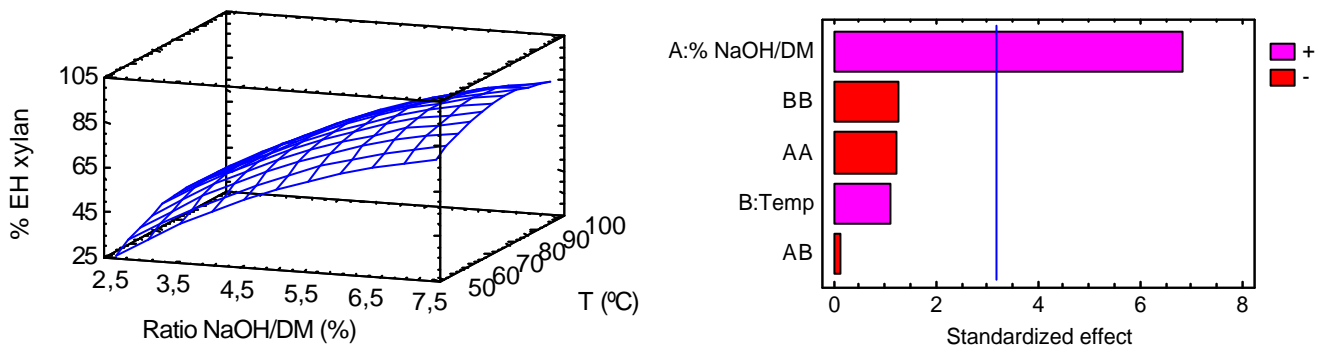 % EH xylan
105
85
65
45
25
2,5 3,5 4,5 5,5 6,5 7,5
Ratio NaOH/DM (%)
50 60 70 80 90 100
T (ºC)
A:% NaOH/DM
BB
AA
B:Temp
AB
0 2 4 6 8
Standardized effect
+
-